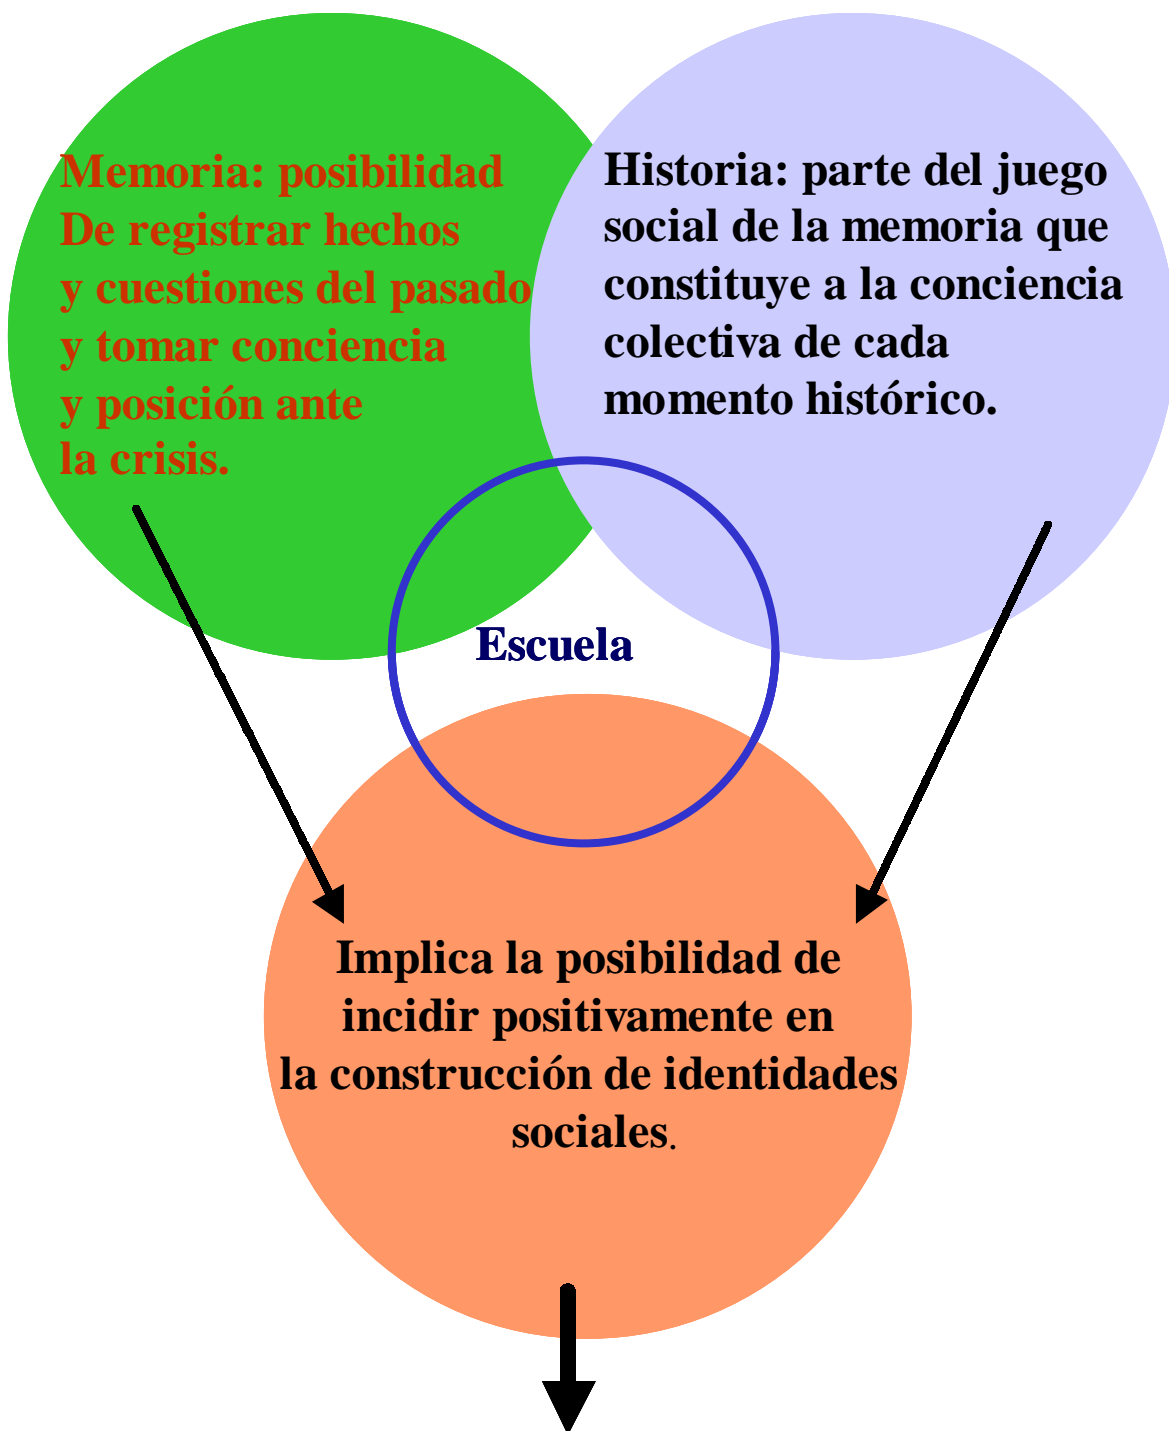 Memoria: posibilidad
De registrar hechos
y cuestiones del pasado
y tomar conciencia
y posición ante
la crisis.
Historia: parte del juego
social de la memoria que
constituye a la conciencia
colectiva de cada
momento histórico.
Escuela
Implica la posibilidad de
incidir positivamente en
la construcción de identidades
sociales.